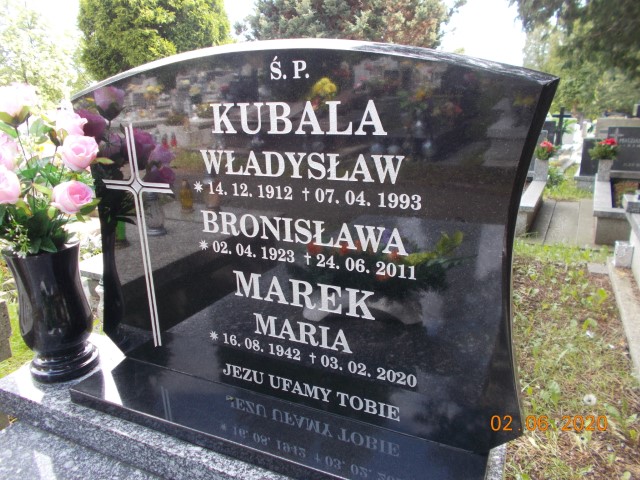 Ś. P.
KUBALA
WŁADYSŁAW
* 14. 12. 1912 † 07. 04. 1993
BRONISŁAWA
* 02. 04. 1923 † 24. 06. 2011
MAREK
MARIA
* 16. 08. 1942 † 03. 02. 2020
JEZU UFAMY TOBIE
02.06.2020